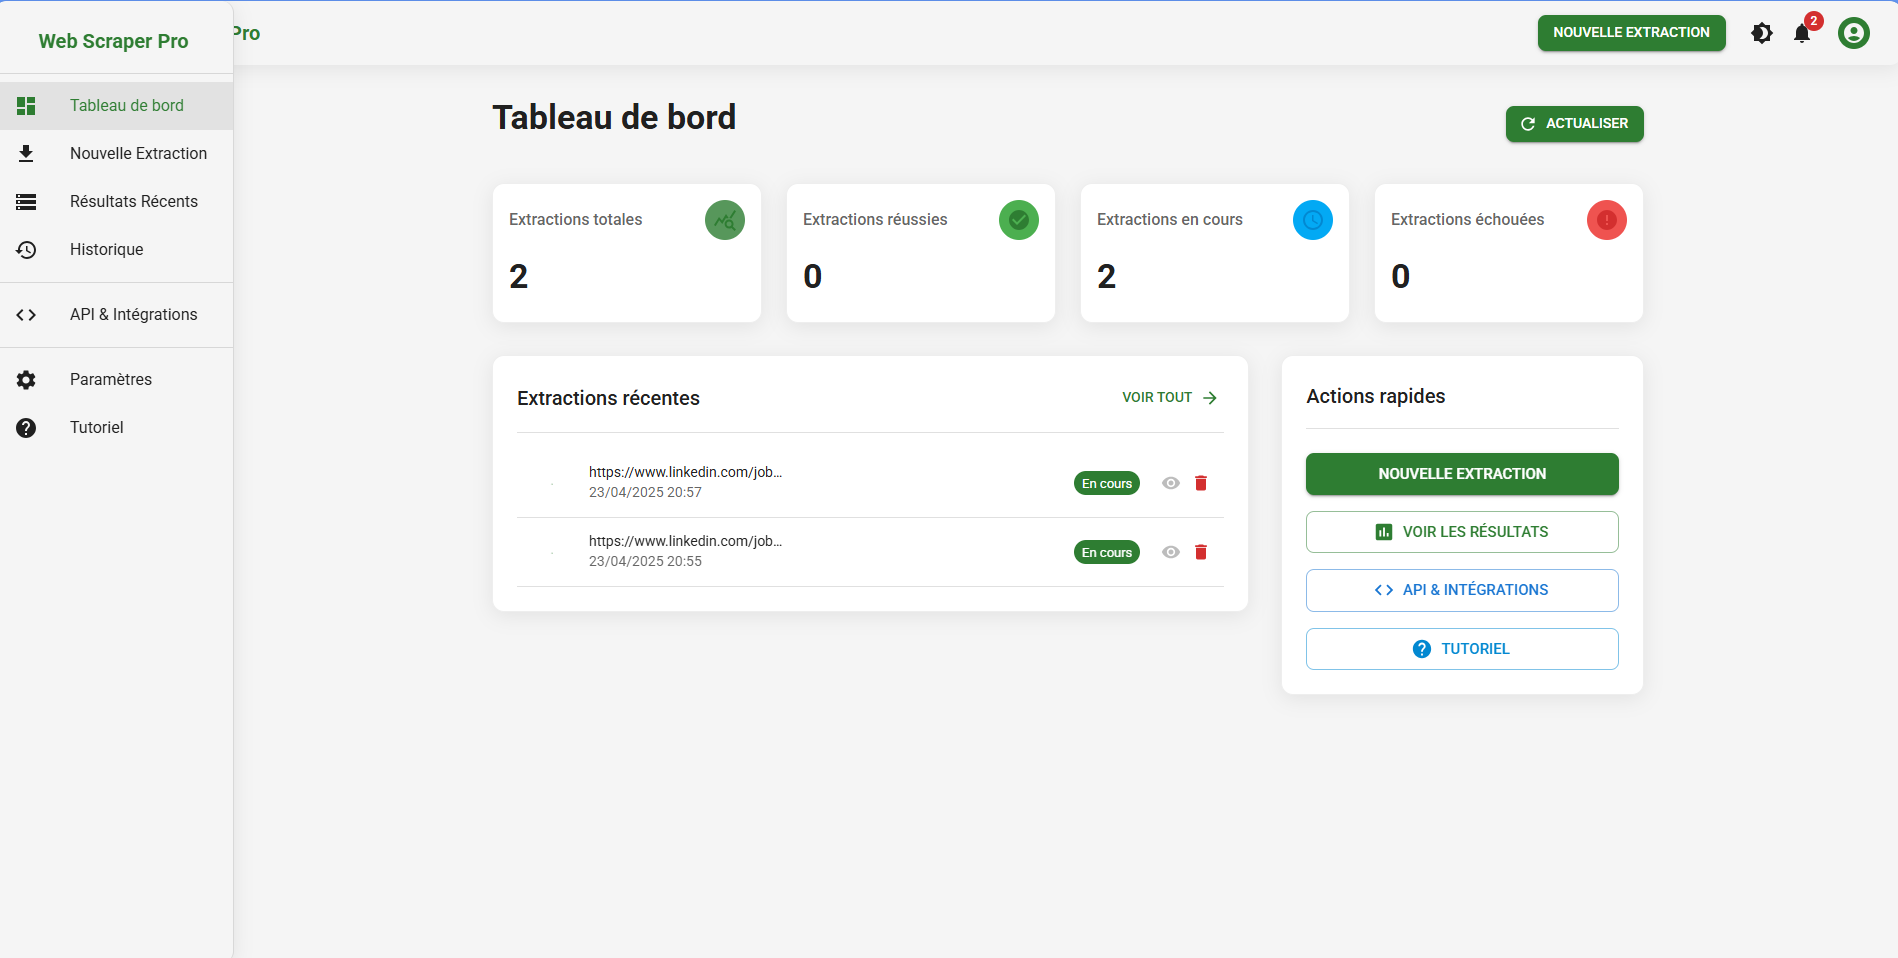 Web Scraper Pro
Pro
NOUVELLE EXTRACTION
2
Tableau de bord
Nouvelle Extraction
Résultats Récents
Historique
API & Intégrations
Paramètres
Tutoriel
Tableau de bord
ACTUALISER
Extractions totales
2
Extractions réussies
0
Extractions en cours
2
Extractions échouées
0
Extractions récentes
VOIR TOUT
https://www.linkedin.com/job...
23/04/2025 20:57
En cours
https://www.linkedin.com/job...
23/04/2025 20:55
En cours
Actions rapides
NOUVELLE EXTRACTION
VOIR LES RÉSULTATS
API & INTÉGRATIONS
TUTORIEL